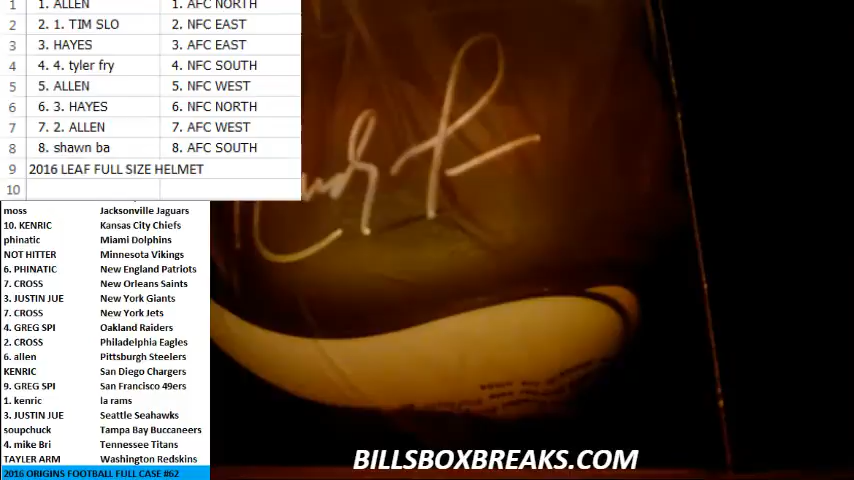 1 1. ALLEN 1. AFC NORTH
2 2. 1. TIM SLO 2. NFC EAST
3 3. HAYES 3. AFC EAST
4 4. 4. tyler fry 4. NFC SOUTH
5 5. ALLEN 5. NFC WEST
6 6. 3. HAYES 6. NFC NORTH
7 7. 2. ALLEN 7. AFC WEST
8 8. shawn ba 8. AFC SOUTH
9 2016 LEAF FULL SIZE HELMET
10
moss Jacksonville Jaguars
10. KENRIC Kansas City Chiefs
phinatic Miami Dolphins
NOT HITTER Minnesota Vikings
6. PHINATIC New England Patriots
7. CROSS New Orleans Saints
3. JUSTIN JUE New York Giants
7. CROSS New York Jets
4. GREG SPI Oakland Raiders
2. CROSS Philadelphia Eagles
6. allen Pittsburgh Steelers
KENRIC San Diego Chargers
9. GREG SPI San Francisco 49ers
1. kenric la rams
3. JUSTIN JUE Seattle Seahawks
soupchuck Tampa Bay Buccaneers
4. mike Bri Tennessee Titans
TAYLER ARM Washington Redskins
2016 ORIGINS FOOTBALL FULL CASE #62
BILLSBOXBREAKS.COM